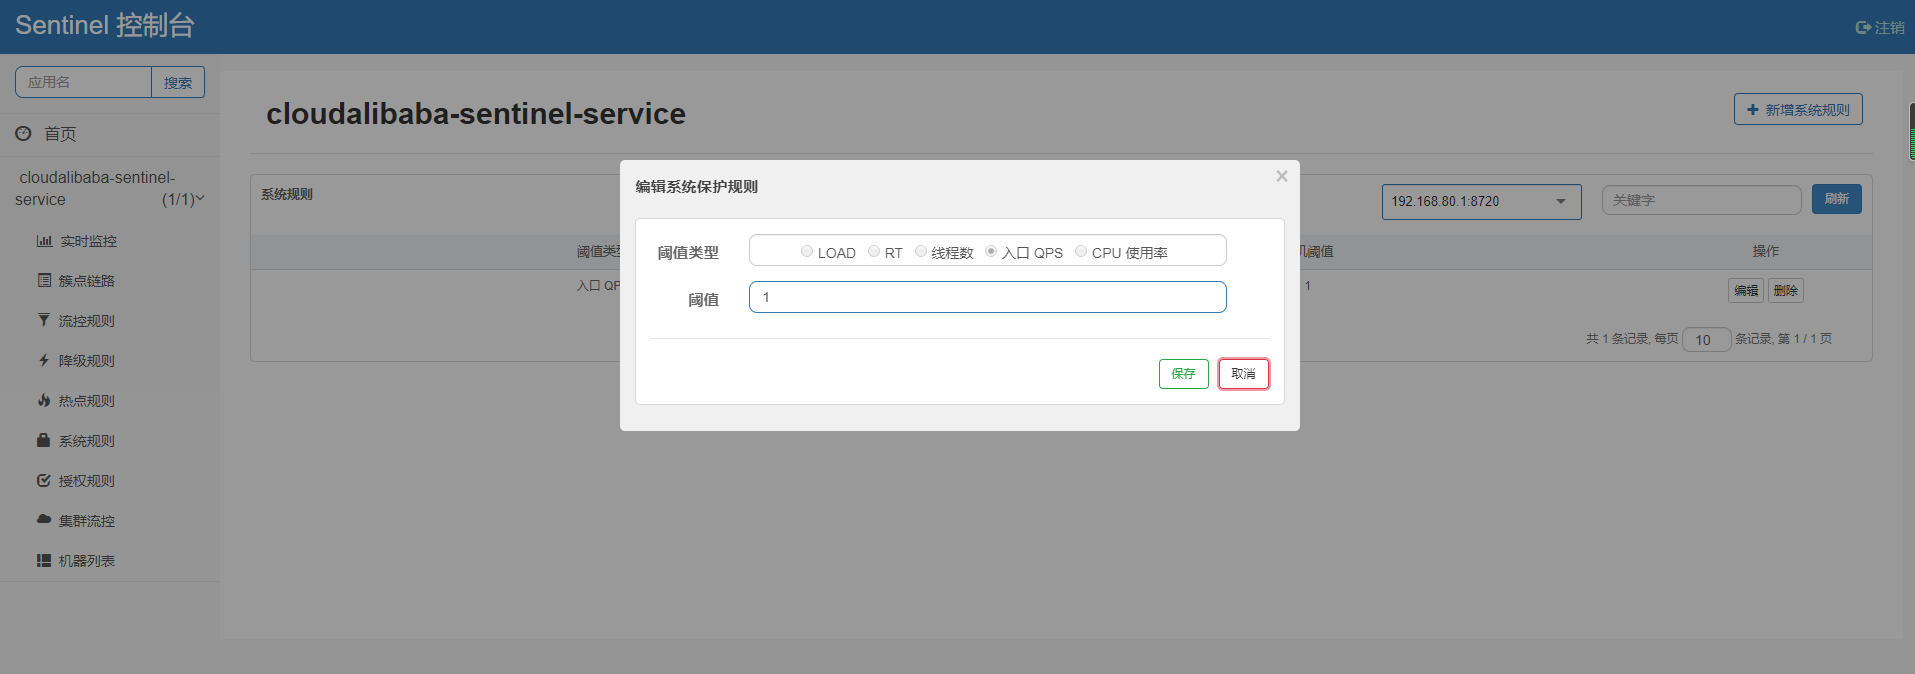 Sentinel 控制台
注销
应用名
搜索
首页
cloudalibaba-sentinel-service
(1/1)
实时监控
簇点链路
流控规则
降级规则
热点规则
系统规则
授权规则
集群流控
机器列表
cloudalibaba-sentinel-service
新增系统规则
系统规则
192.168.80.1:8720
关键字
刷新
操作
入口 QP
1
编辑
删除
共 1 条记录, 每页 10 条记录, 第 1 / 1 页
编辑系统保护规则
×
阈值类型
LOAD RT 线程数 入口 QPS CPU 使用率
阈值
1
保存
取消